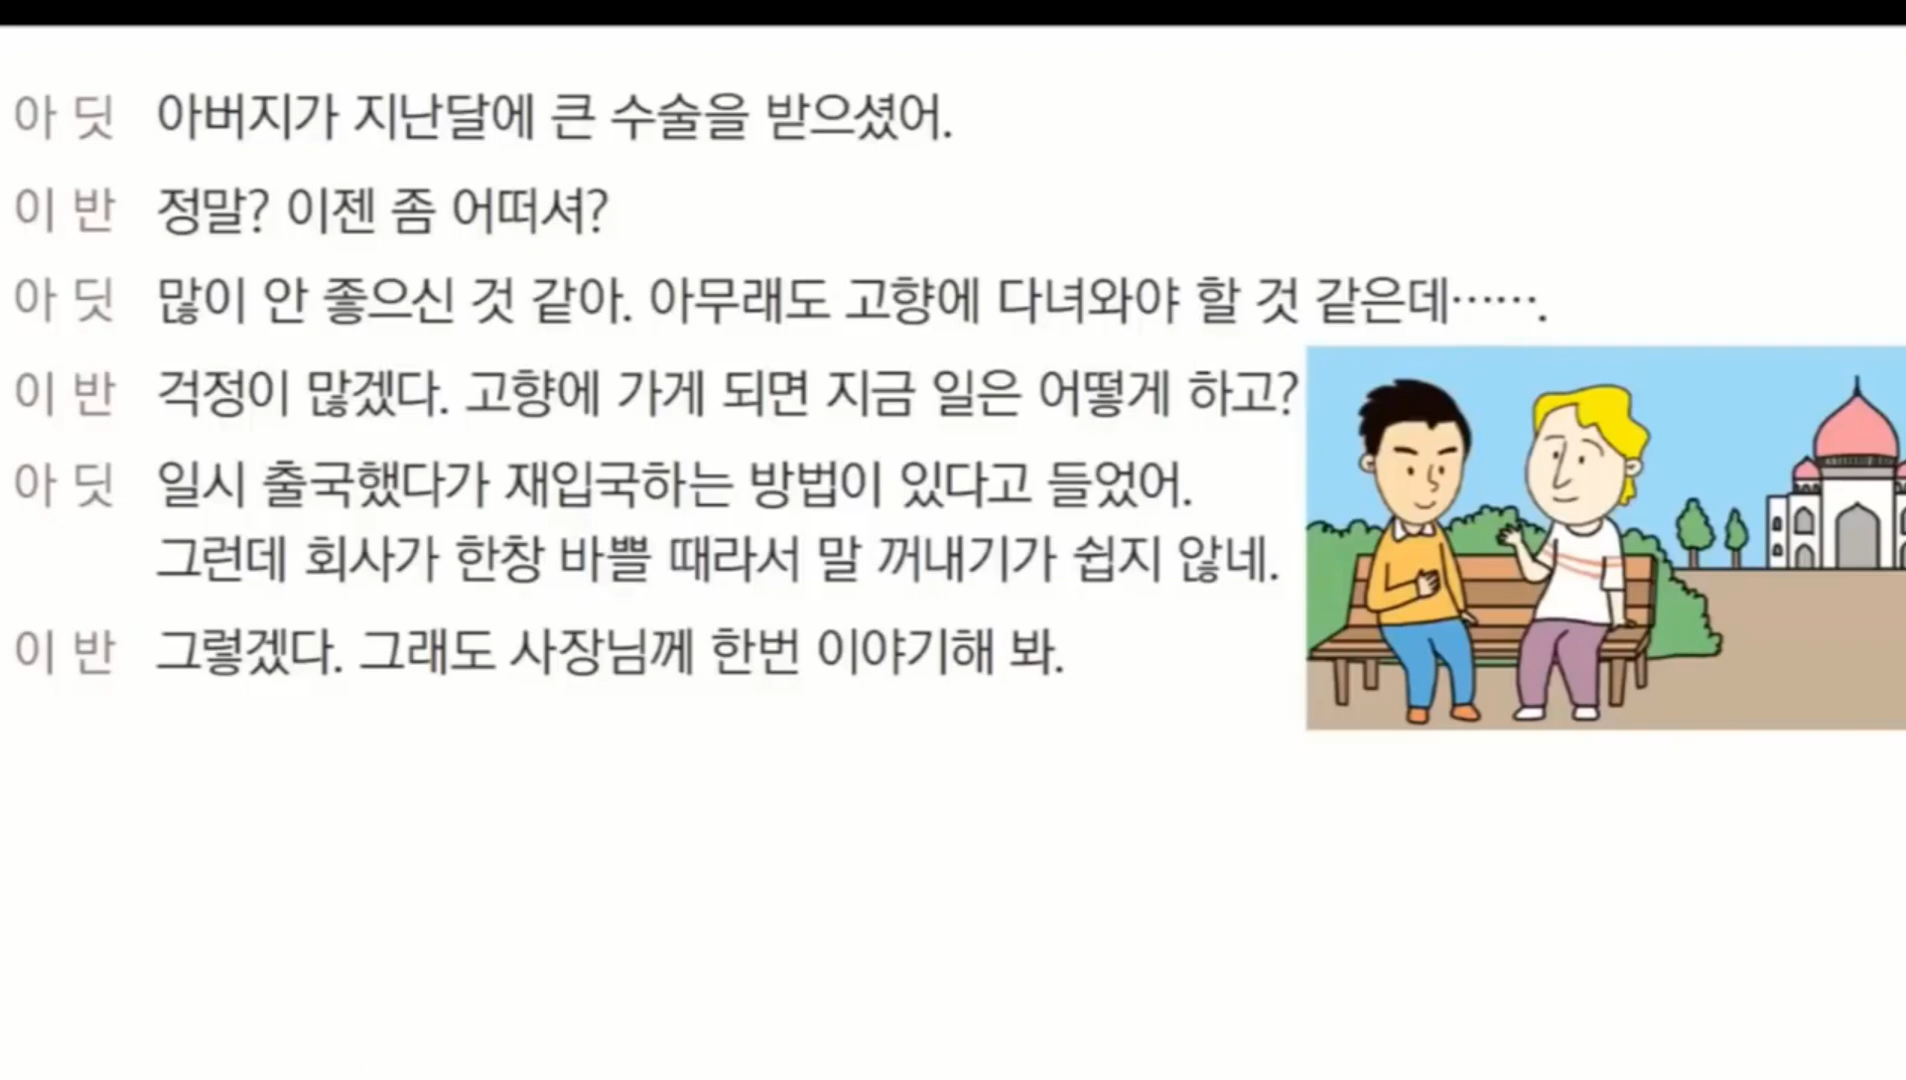 아 딧 아버지가 지난달에 큰 수술을 받으셨어.
이 반 정말? 이젠 좀 어떠셔?
아 딧 많이 안 좋으신 것 같아. 아무래도 고향에 다녀와야 할 것 같은데…….
이 반 걱정이 많겠다. 고향에 가게 되면 지금 일은 어떻게 하고?
아 딧 일시 출국했다가 재입국하는 방법이 있다고 들었어.
그런데 회사가 한창 바쁠 때라서 말 꺼내기가 쉽지 않네.
이 반 그렇겠다. 그래도 사장님께 한번 이야기해 봐.